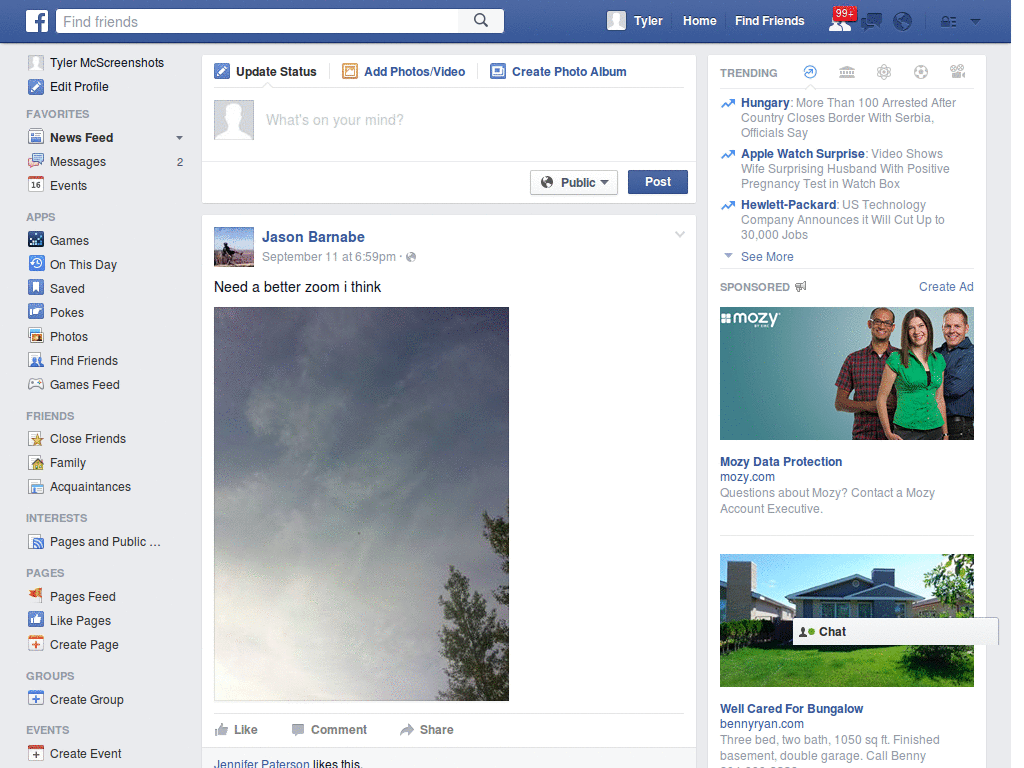 Find friends
Tyler
Home
Find Friends
99+
Tyler McScreenshots
Edit Profile
FAVORITES
News Feed
Messages 2
16 Events
APPS
Games
On This Day
Saved
Pokes
Photos
Find Friends
Games Feed
FRIENDS
Close Friends
Family
Acquaintances
INTERESTS
Pages and Public ...
PAGES
Pages Feed
Like Pages
Create Page
GROUPS
Create Group
EVENTS
Create Event
Update Status
Add Photos/Video
Create Photo Album
What's on your mind?
Public
Post
Jason Barnabe
September 11 at 6:59pm ·
Need a better zoom i think
Like
Comment
Share
Jennifer Paterson likes this.
TRENDING
Hungary: More Than 100 Arrested After
Country Closes Border With Serbia,
Officials Say
Apple Watch Surprise: Video Shows
Wife Surprising Husband With Positive
Pregnancy Test in Watch Box
Hewlett-Packard: US Technology
Company Announces it Will Cut Up to
30,000 Jobs
See More
SPONSORED
Create Ad
mozy
BY EMC
Mozy Data Protection
mozy.com
Questions about Mozy? Contact a Mozy
Account Executive.
Chat
Well Cared For Bungalow
bennyryan.com
Three bed, two bath, 1050 sq ft. Finished
basement, double garage. Call Benny